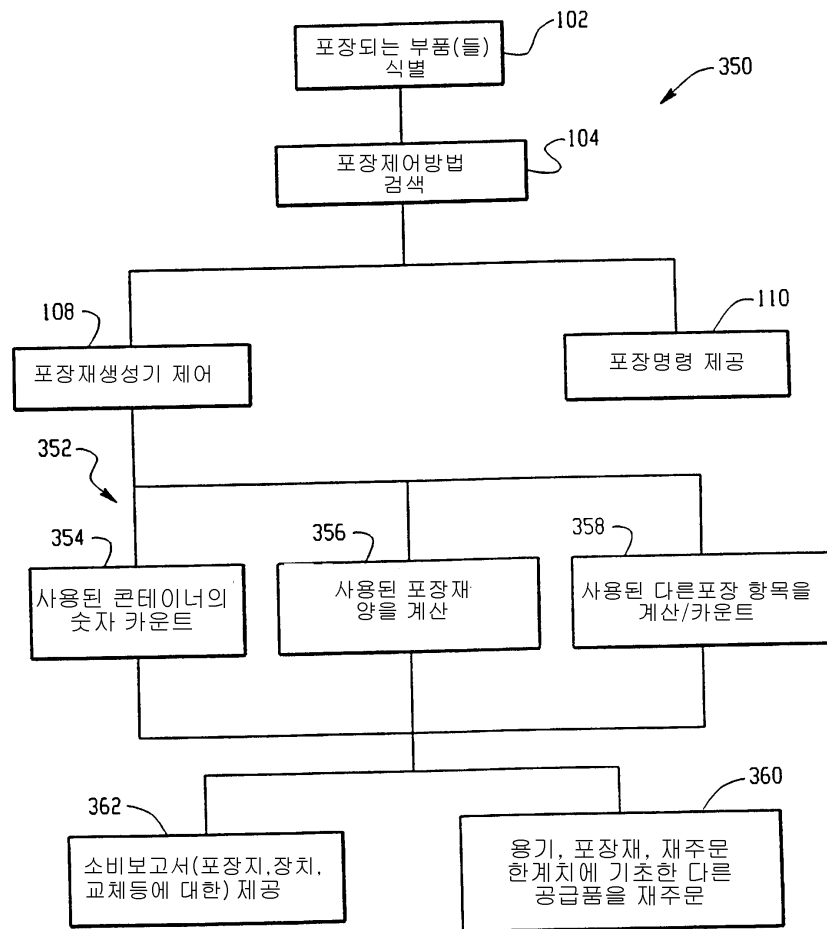 102
포장되는 부품(들)
식별
350
104
포장제어방법
검색
108
110
포장재생성기 제어
포장명령 제공
352
354
356
358
사용된 콘테이너의
숫자 카운트
사용된 포장재
양을 계산
사용된 다른포장 항목을
계산/카운트
362
360
소비보고서(포장지,장치,
교체등에 대한) 제공
용기, 포장재, 재주문
한계치에 기초한 다른
공급품을 재주문